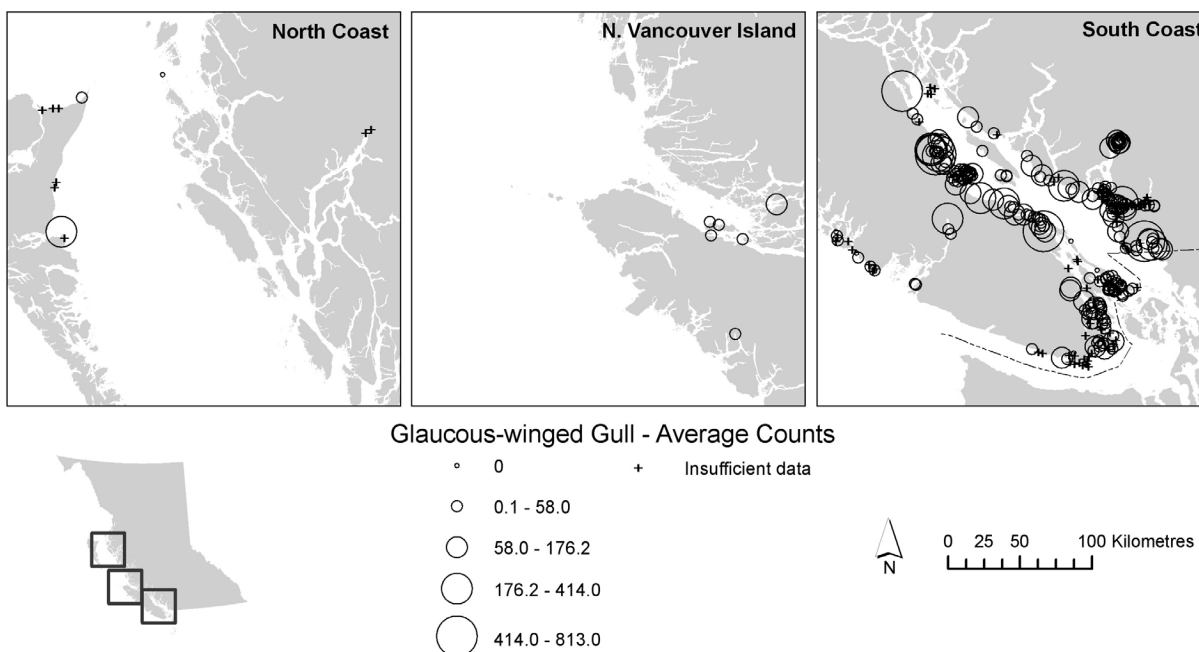 North Coast
N. Vancouver Island
South Coast
Glaucous-winged Gull - Average Counts
0
Insufficient data
0.1 - 58.0
58.0 - 176.2
176.2 - 414.0
414.0 - 813.0
N
0 25 50 100 Kilometres